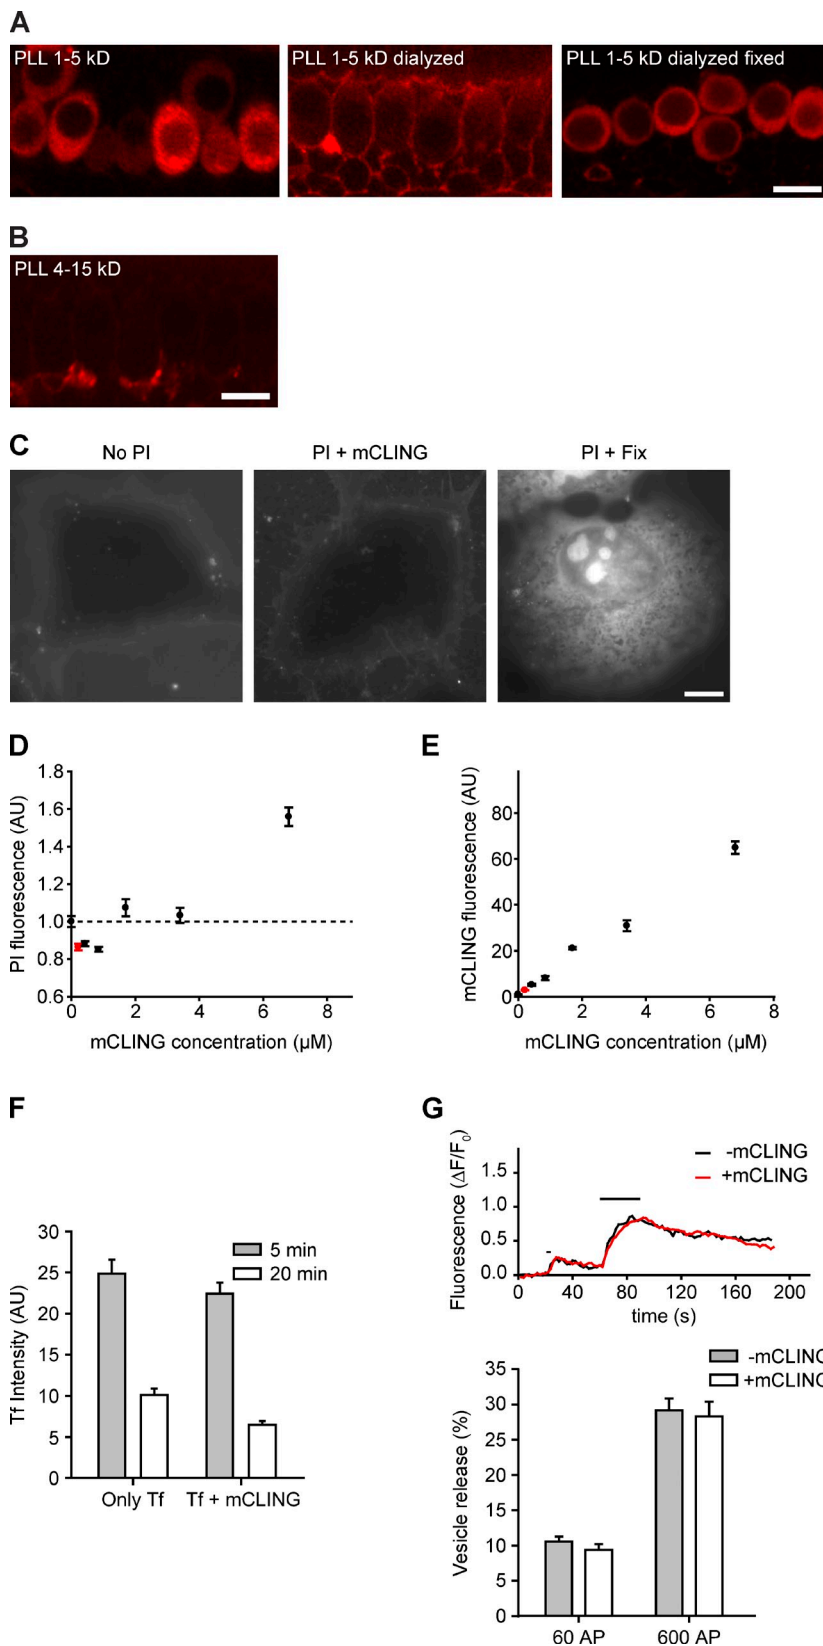 A
PLL 1-5 kD
PLL 1-5 kD dialyzed
PLL 1-5 kD dialyzed fixed
B
PLL 4-15 kD
C
No PI
PI + mCLING
PI + Fix
D
PI fluorescence (AU)
1.8
1.6
1.4
1.2
1.0
0.8
0.6
0 2 4 6 8
mCLING concentration (µM)
E
mCLING fluorescence (AU)
80
60
40
20
0
0 2 4 6 8
mCLING concentration (µM)
F
Tf Intensity (AU)
30
25
20
15
10
5
0
5 min
20 min
Only Tf
Tf + mCLING
G
Fluorescence (ΔF/F0)
1.5
1.0
0.5
0.0
-mCLING
+mCLING
0 40 80 120 160 200
time (s)
Vesicle release (%)
35
30
25
20
15
10
5
0
-mCLING
+mCLING
60 AP
600 AP